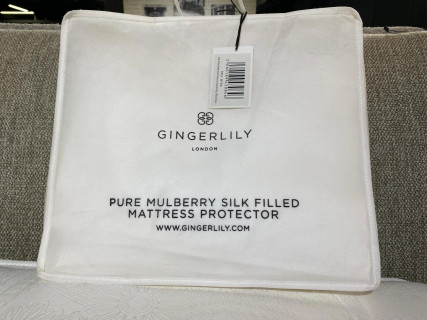 GINGERLILY
LONDON
PURE MULBERRY SILK FILLED
MATTRESS PROTECTOR
WWW.GINGERLILY.COM